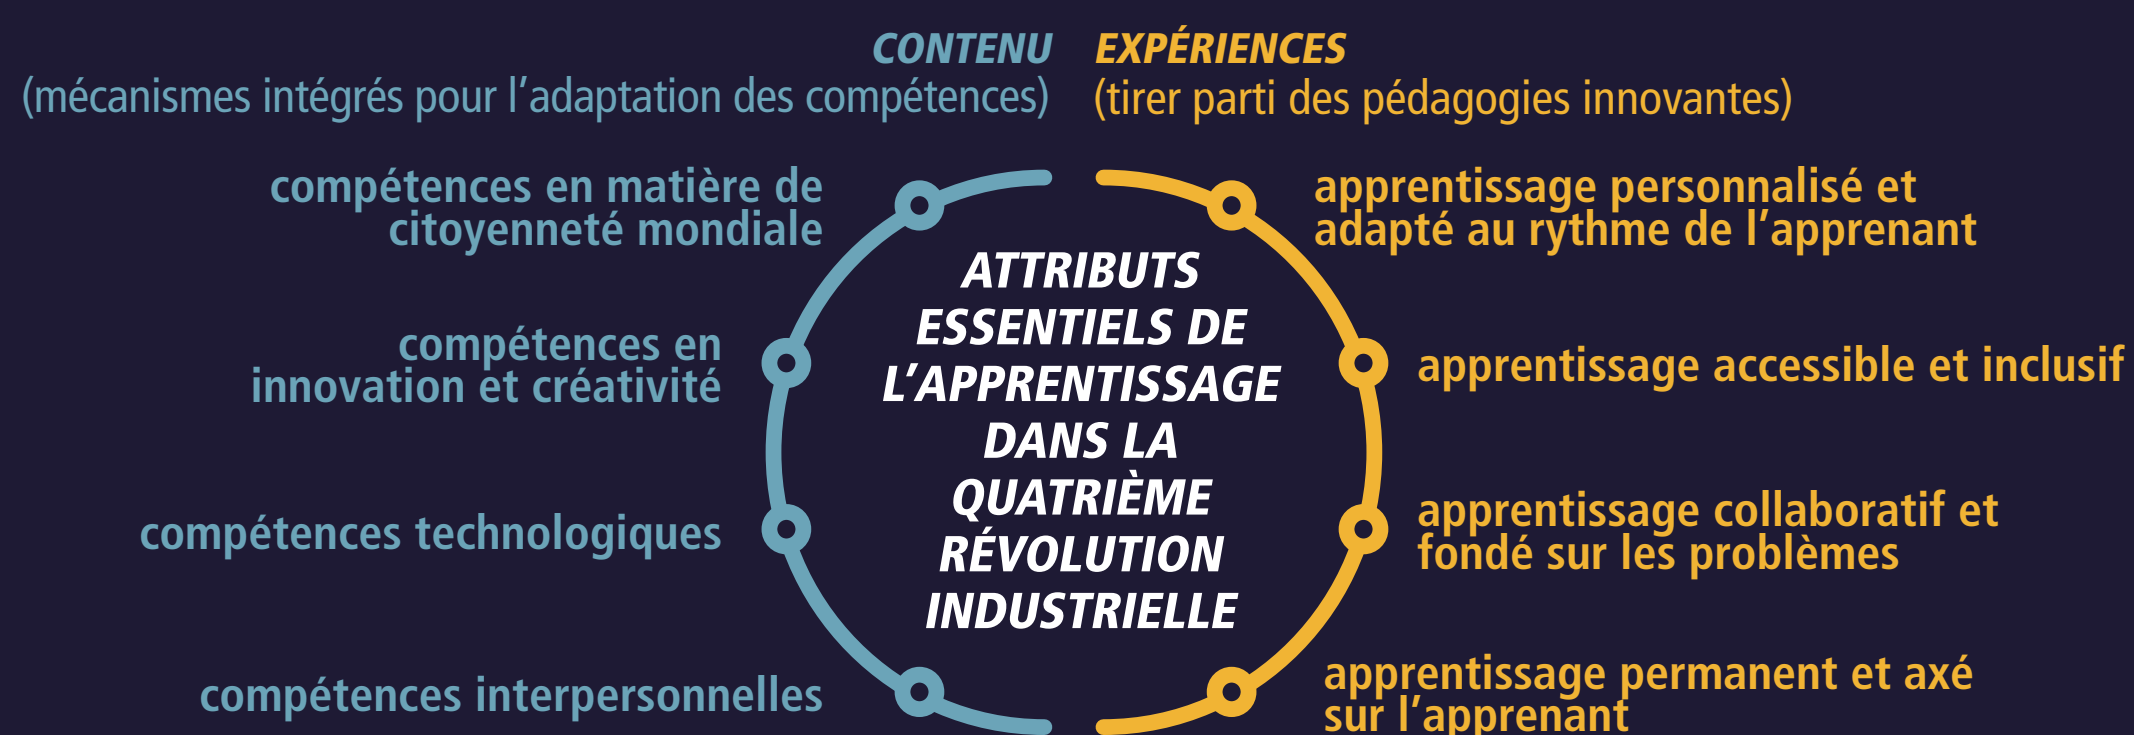 CONTENU
(mécanismes intégrés pour l’adaptation des compétences)
compétences en matière de
citoyenneté mondiale
compétences en
innovation et créativité
compétences technologiques
compétences interpersonnelles
ATTRIBUTS
ESSENTIELS DE
L’APPRENTISSAGE
DANS LA
QUATRIÈME
RÉVOLUTION
INDUSTRIELLE
EXPÉRIENCES
(tirer parti des pédagogies innovantes)
apprentissage personnalisé et
adapté au rythme de l’apprenant
apprentissage accessible et inclusif
apprentissage collaboratif et
fondé sur les problèmes
apprentissage permanent et axé
sur l’apprenant